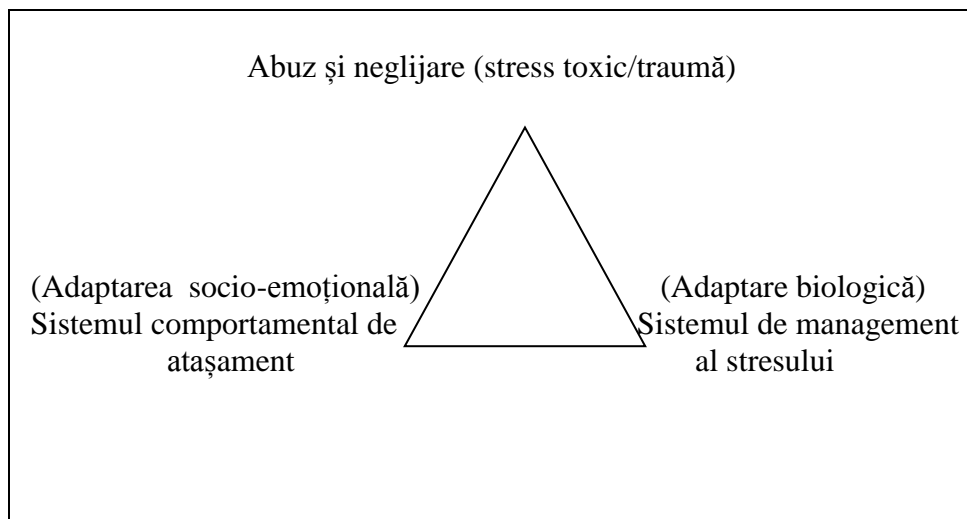 Abuz și neglijare (stress toxic/traumă)
(Adaptarea socio-emoțională)
Sistemul comportamental de
atașament
(Adaptare biologică)
Sistemul de management
al stresului